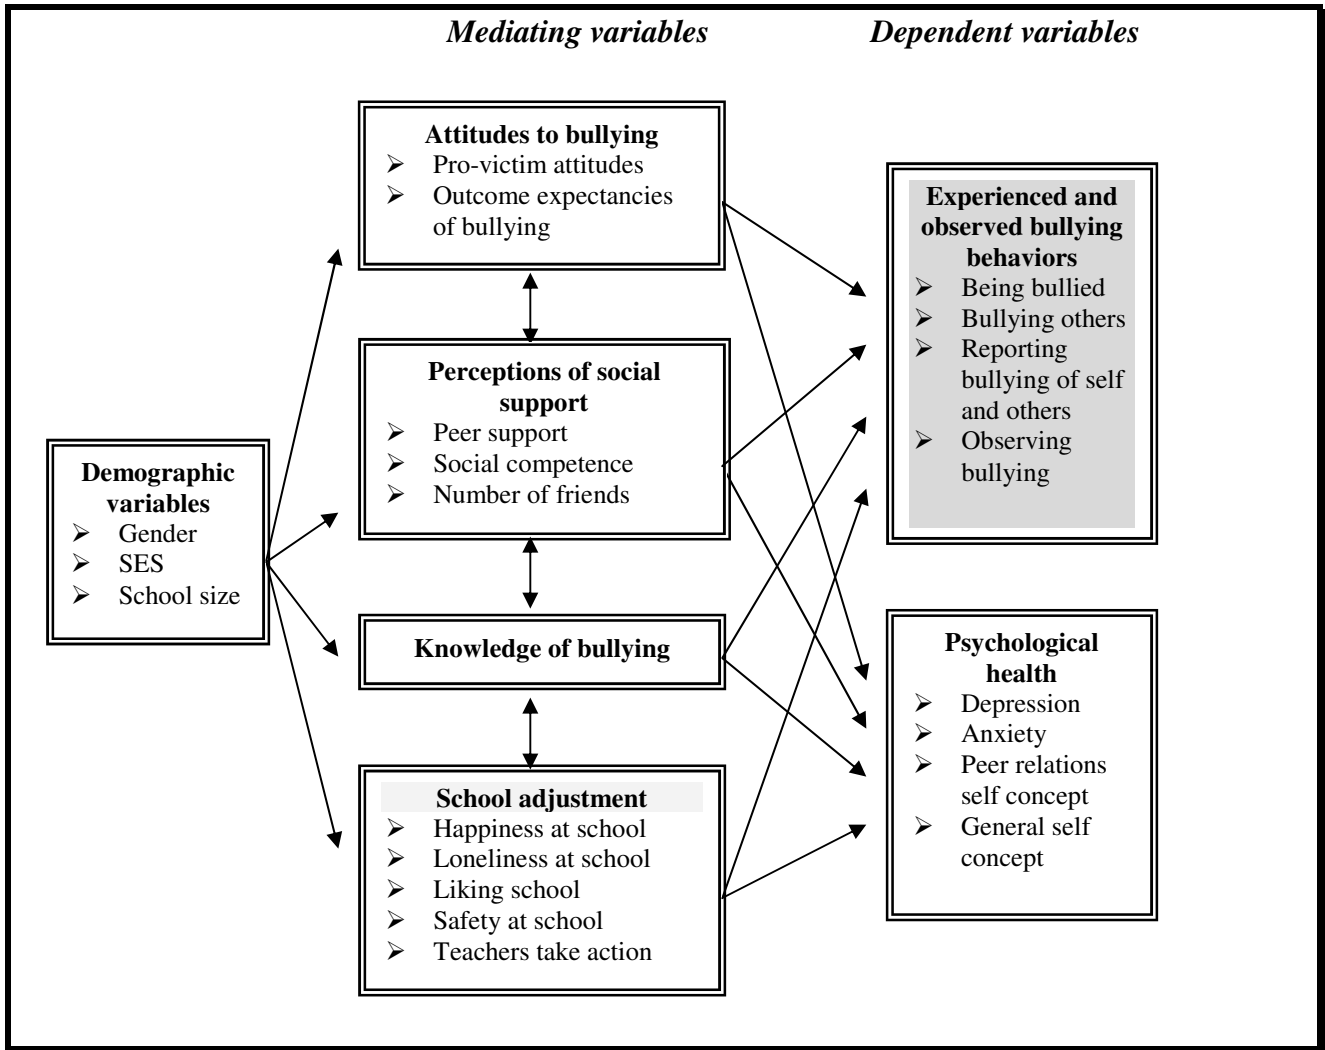 Mediating variables
Dependent variables
Attitudes to bullying
➢ Pro-victim attitudes
➢ Outcome expectancies
of bullying
Perceptions of social
support
➢ Peer support
➢ Social competence
➢ Number of friends
Demographic
variables
➢ Gender
➢ SES
➢ School size
Knowledge of bullying
School adjustment
➢ Happiness at school
➢ Loneliness at school
➢ Liking school
➢ Safety at school
➢ Teachers take action
Experienced and
observed bullying
behaviors
➢ Being bullied
➢ Bullying others
➢ Reporting
bullying of self
and others
➢ Observing
bullying
Psychological
health
➢ Depression
➢ Anxiety
➢ Peer relations
self concept
➢ General self
concept